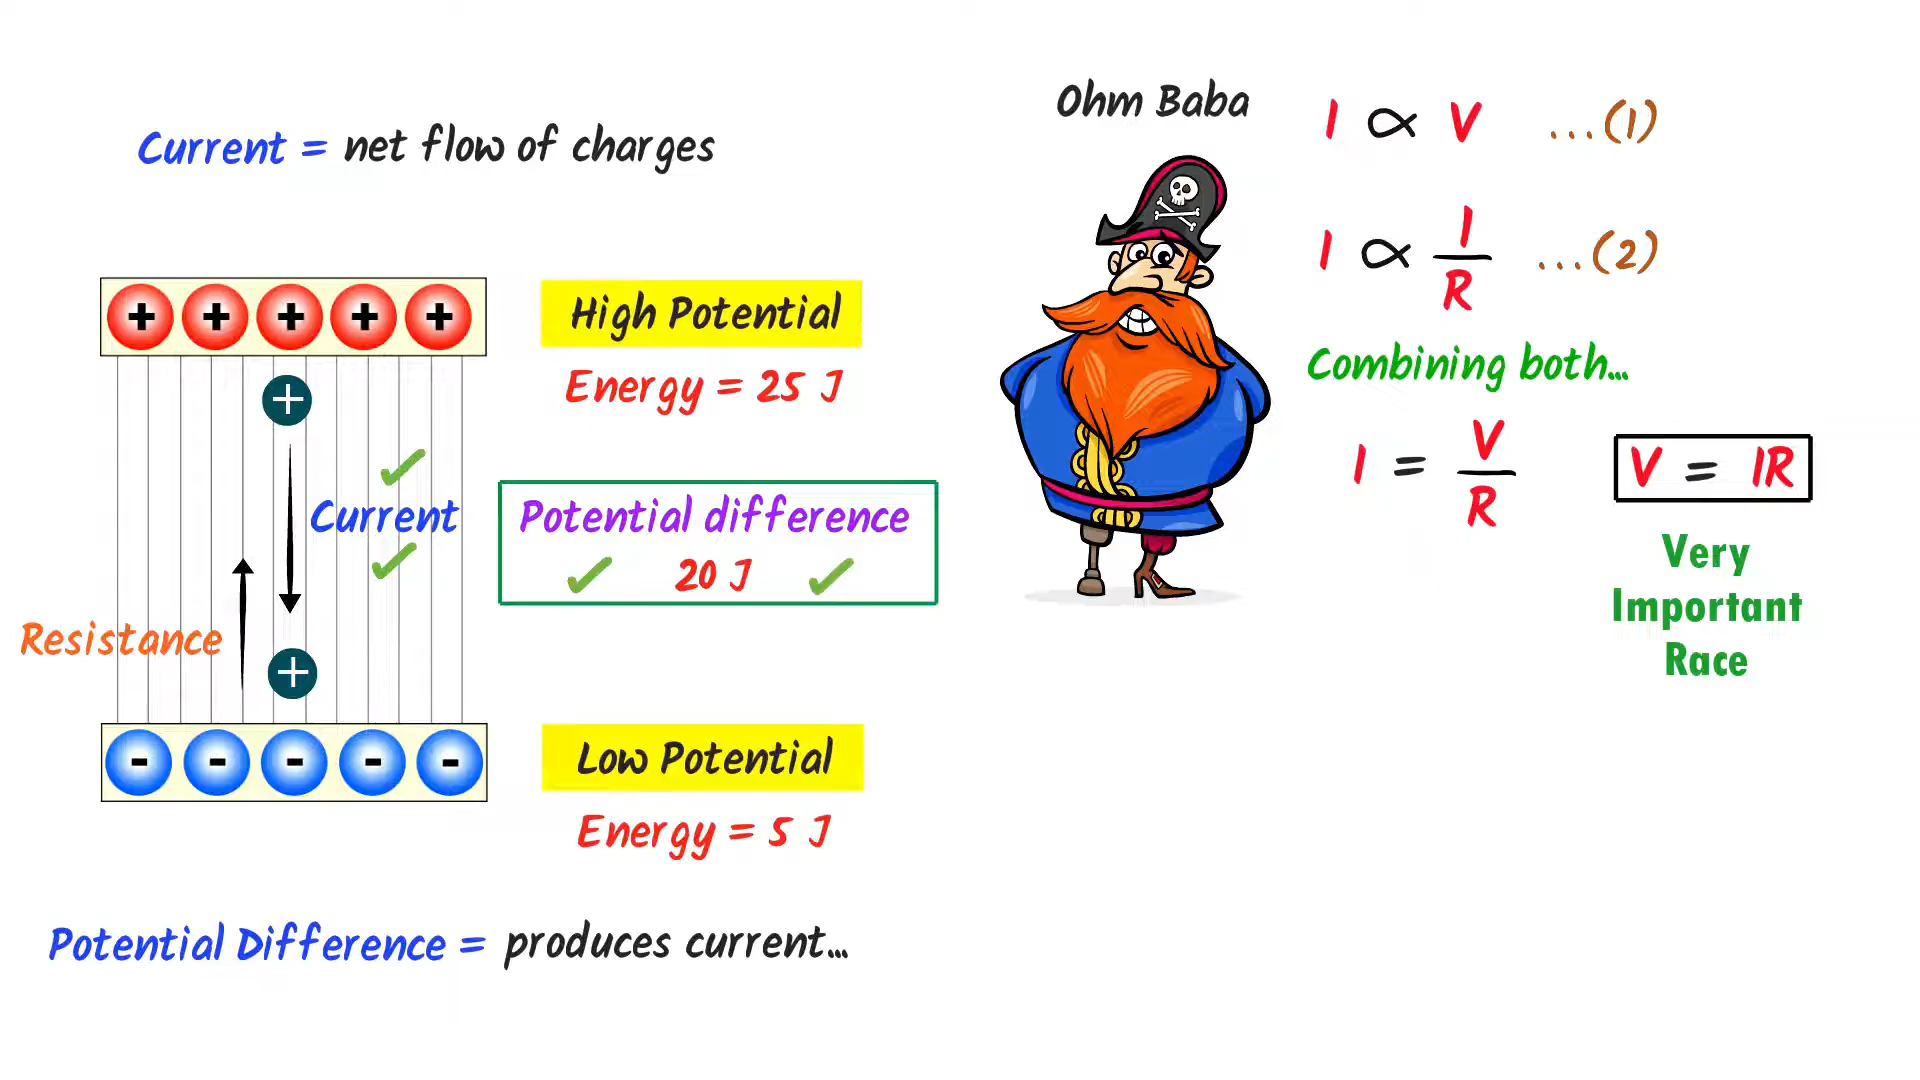 Current = net flow of charges
+ + + + +
High Potential
Energy = 25 J
+
Current
Potential difference
20 J
Resistance
+
- - - - -
Low Potential
Energy = 5 J
Potential Difference = produces current...
Ohm Baba
I ∝ V ...(1)
I ∝ 1/R ...(2)
Combining both...
I = V/R
V = IR
Very
Important
Race